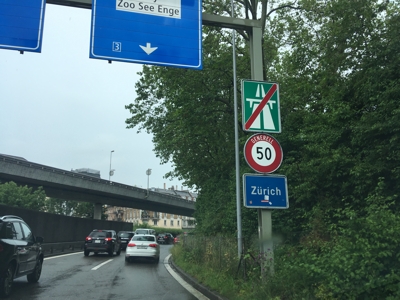 Zoo See Enge
3
GENERELL
50
Zürich